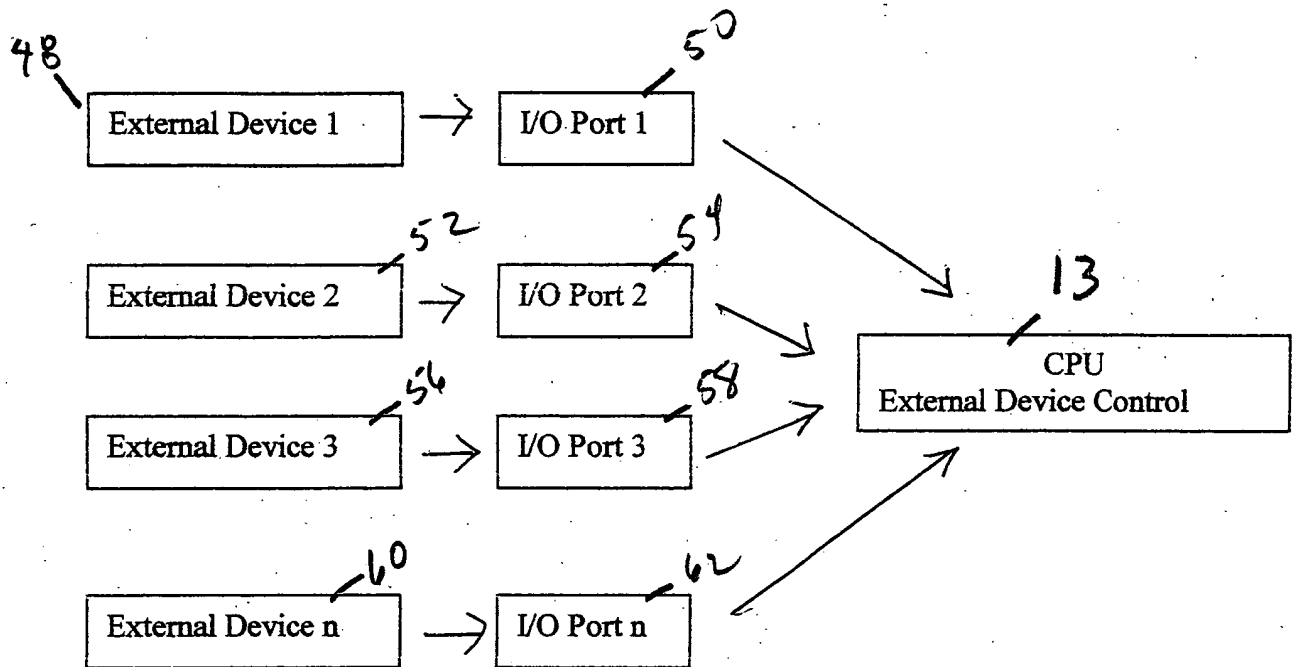 48
50
External Device 1
I/O Port 1
52
54
13
External Device 2
I/O Port 2
CPU
External Device Control
56
58
External Device 3
I/O Port 3
60
62
External Device n
I/O Port n